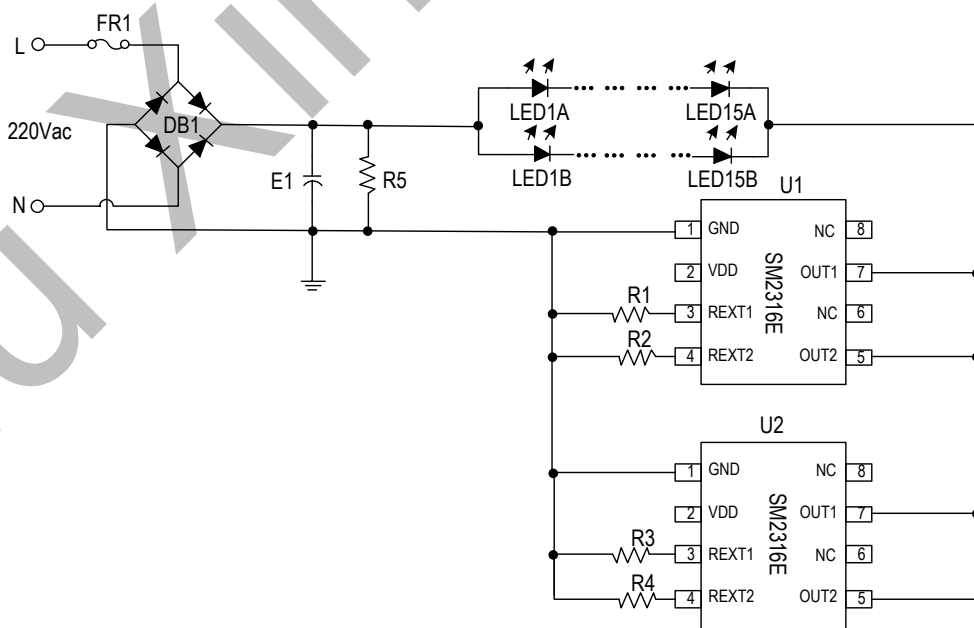 FR1
L
220Vac
DB1
N
E1
R5
LED1A
LED15A
LED1B
LED15B
U1
1 GND NC 8
2 VDD OUT1 7
3 REXT1 NC 6
4 REXT2 OUT2 5
SM2316E
R1
R2
U2
1 GND NC 8
2 VDD OUT1 7
3 REXT1 NC 6
4 REXT2 OUT2 5
SM2316E
R3
R4